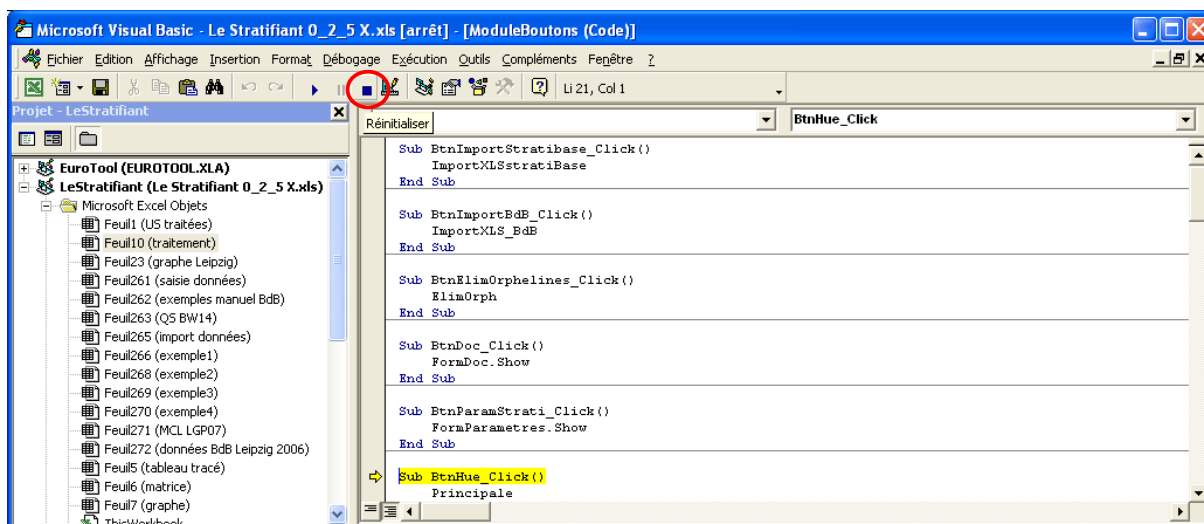 Microsoft Visual Basic - Le Stratifiant 0_2_5 X.xls [arrêt] - [ModuleBoutons (Code)]
Fichier Edition Affichage Insertion Format Débogage Exécution Outils Compléments Fenêtre ?
Li 21, Col 1
Projet - LeStratifiant
Réinitialiser
BtnHue_Click
EuroTool (EUROTOOL.XLA)
LeStratifiant (Le Stratifiant 0_2_5 X.xls)
Microsoft Excel Objets
Feuil1 (US traitées)
Feuil10 (traitement)
Feuil23 (graphe Leipzig)
Feuil261 (saisie données)
Feuil262 (exemples manuel BdB)
Feuil263 (QS BW14)
Feuil265 (import données)
Feuil266 (exemple1)
Feuil268 (exemple2)
Feuil269 (exemple3)
Feuil270 (exemple4)
Feuil271 (MCL LGP07)
Feuil272 (données BdB Leipzig 2006)
Feuil5 (tableau tracé)
Feuil6 (matrice)
Feuil7 (graphe)
ThisWorkbook
Sub BtnImportStratibase_Click()
ImportXLSstratiBase
End Sub
Sub BtnImportBdB_Click()
ImportXLS_BdB
End Sub
Sub BtnElimOrphelines_Click()
ElimOrph
End Sub
Sub BtnDoc_Click()
FormDoc.Show
End Sub
Sub BtnParamStrati_Click()
FormParametres.Show
End Sub
Sub BtnHue_Click()
Principale